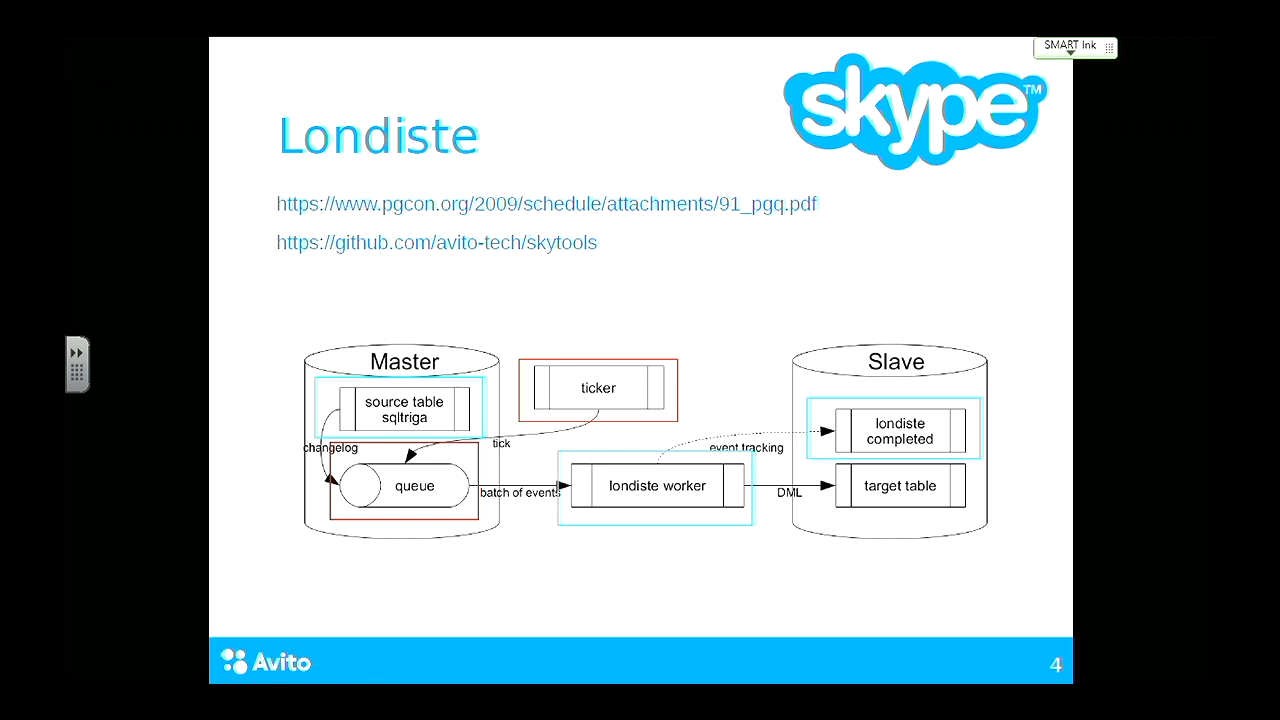 SMART Ink
skype™
Londiste
https://www.pgcon.org/2009/schedule/attachments/91_pgq.pdf
https://github.com/avito-tech/skytools
Master
Slave
ticker
source table
sqltriga
londiste
completed
changelog
tick
event tracking
queue
batch of events
londiste worker
DML
target table
Avito
4